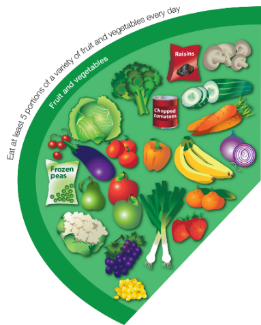 Eat at least 5 portions of a variety of fruit and vegetables every day
Fruit and vegetables
Raisins
Chopped
tomatoes
Frozen
peas